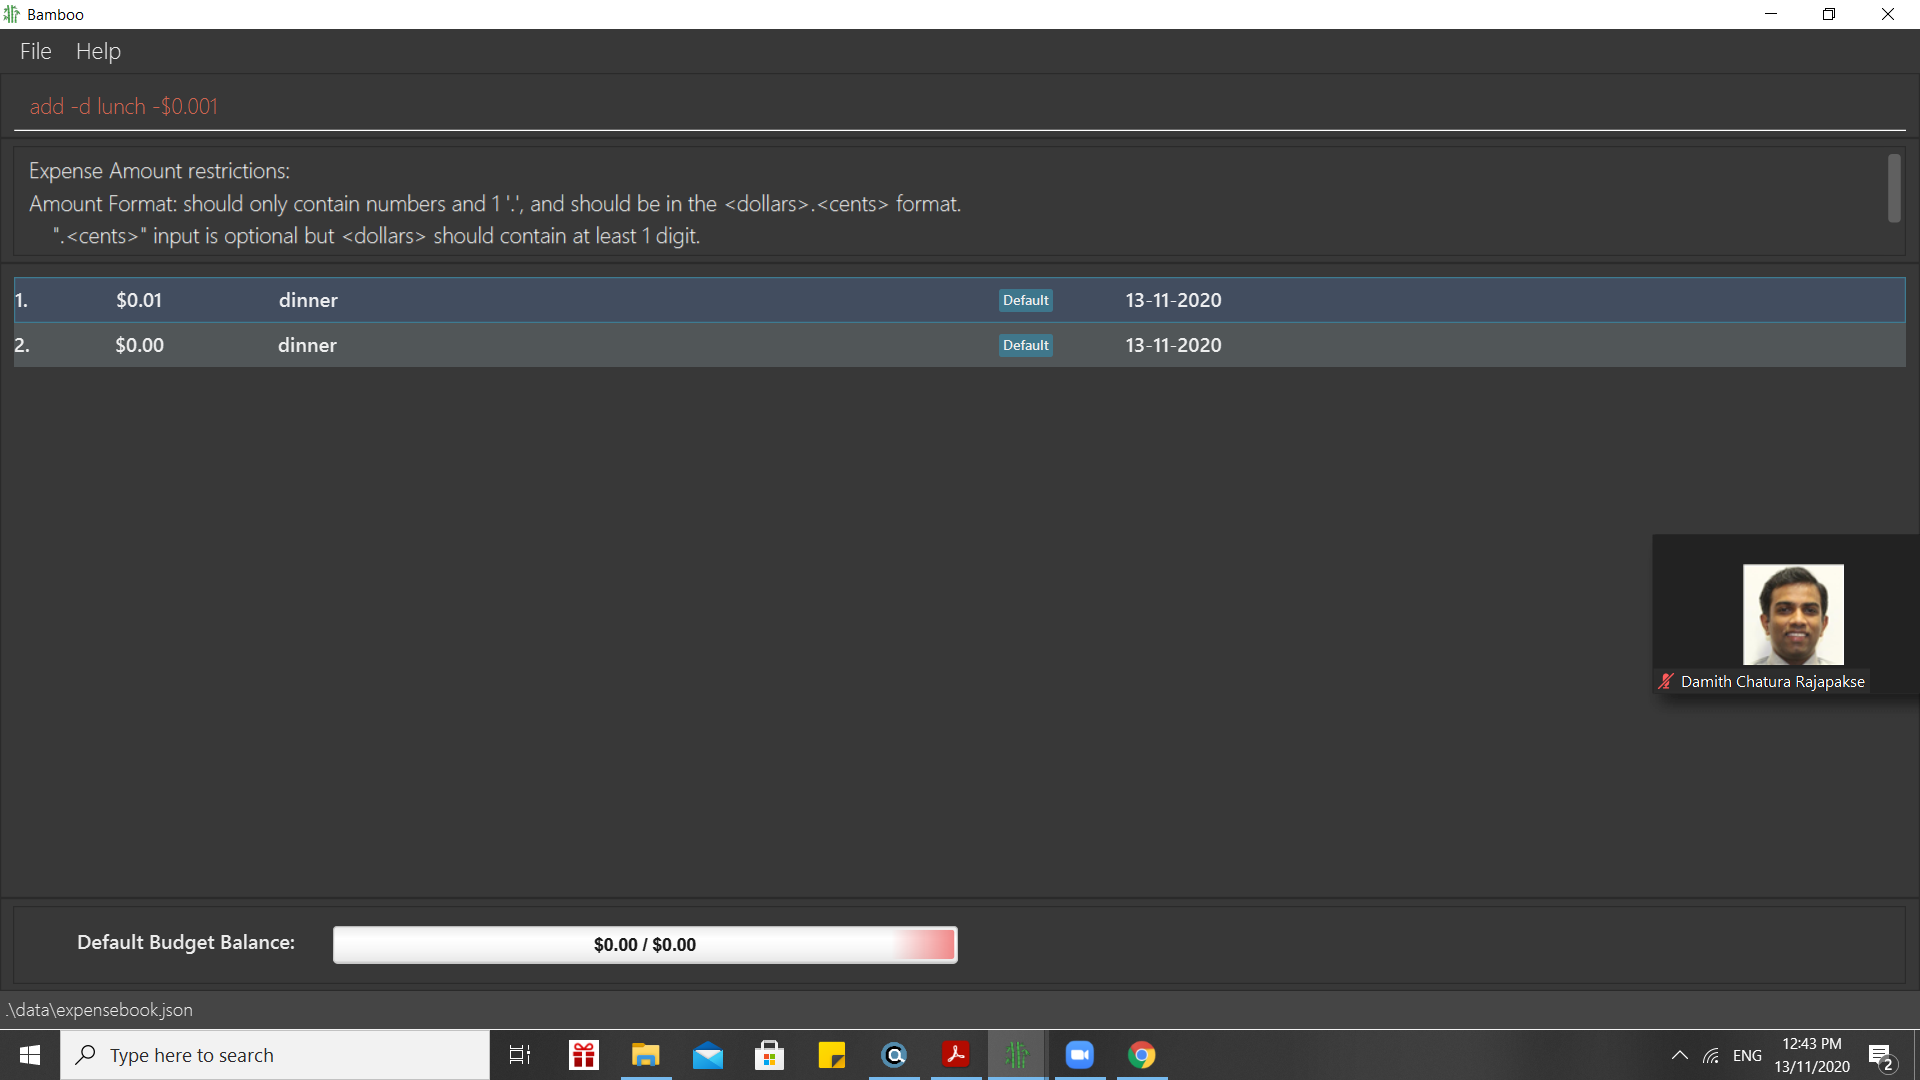 Bamboo
File Help
add -d lunch -$0.001
Expense Amount restrictions:
Amount Format: should only contain numbers and 1 '.', and should be in the <dollars>.<cents> format.
".<cents>" input is optional but <dollars> should contain at least 1 digit.
1. $0.01 dinner Default 13-11-2020
2. $0.00 dinner Default 13-11-2020
Damith Chatura Rajapakse
Default Budget Balance: $0.00 / $0.00
.\data\expensebook.json
Type here to search
ENG
12:43 PM
13/11/2020
2